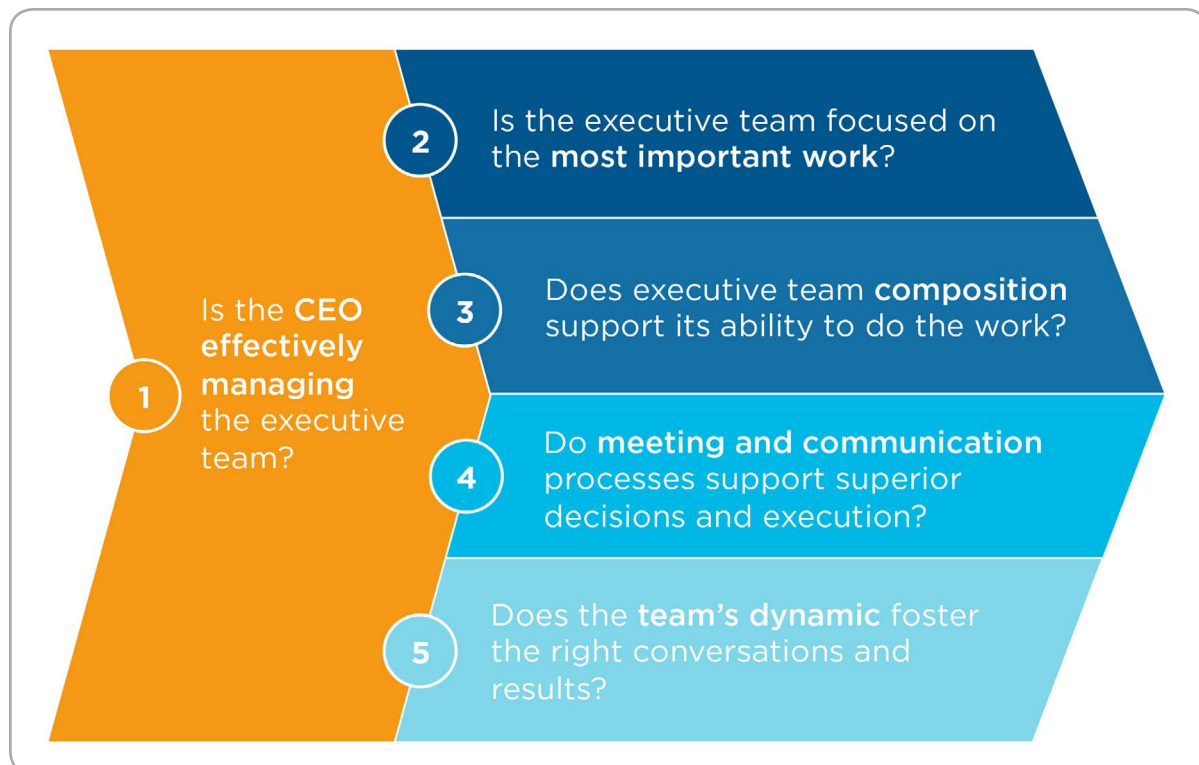 1
Is the CEO
effectively
managing
the executive
team?
2
Is the executive team focused on
the most important work?
3
Does executive team composition
support its ability to do the work?
4
Do meeting and communication
processes support superior
decisions and execution?
5
Does the team’s dynamic foster
the right conversations and
results?